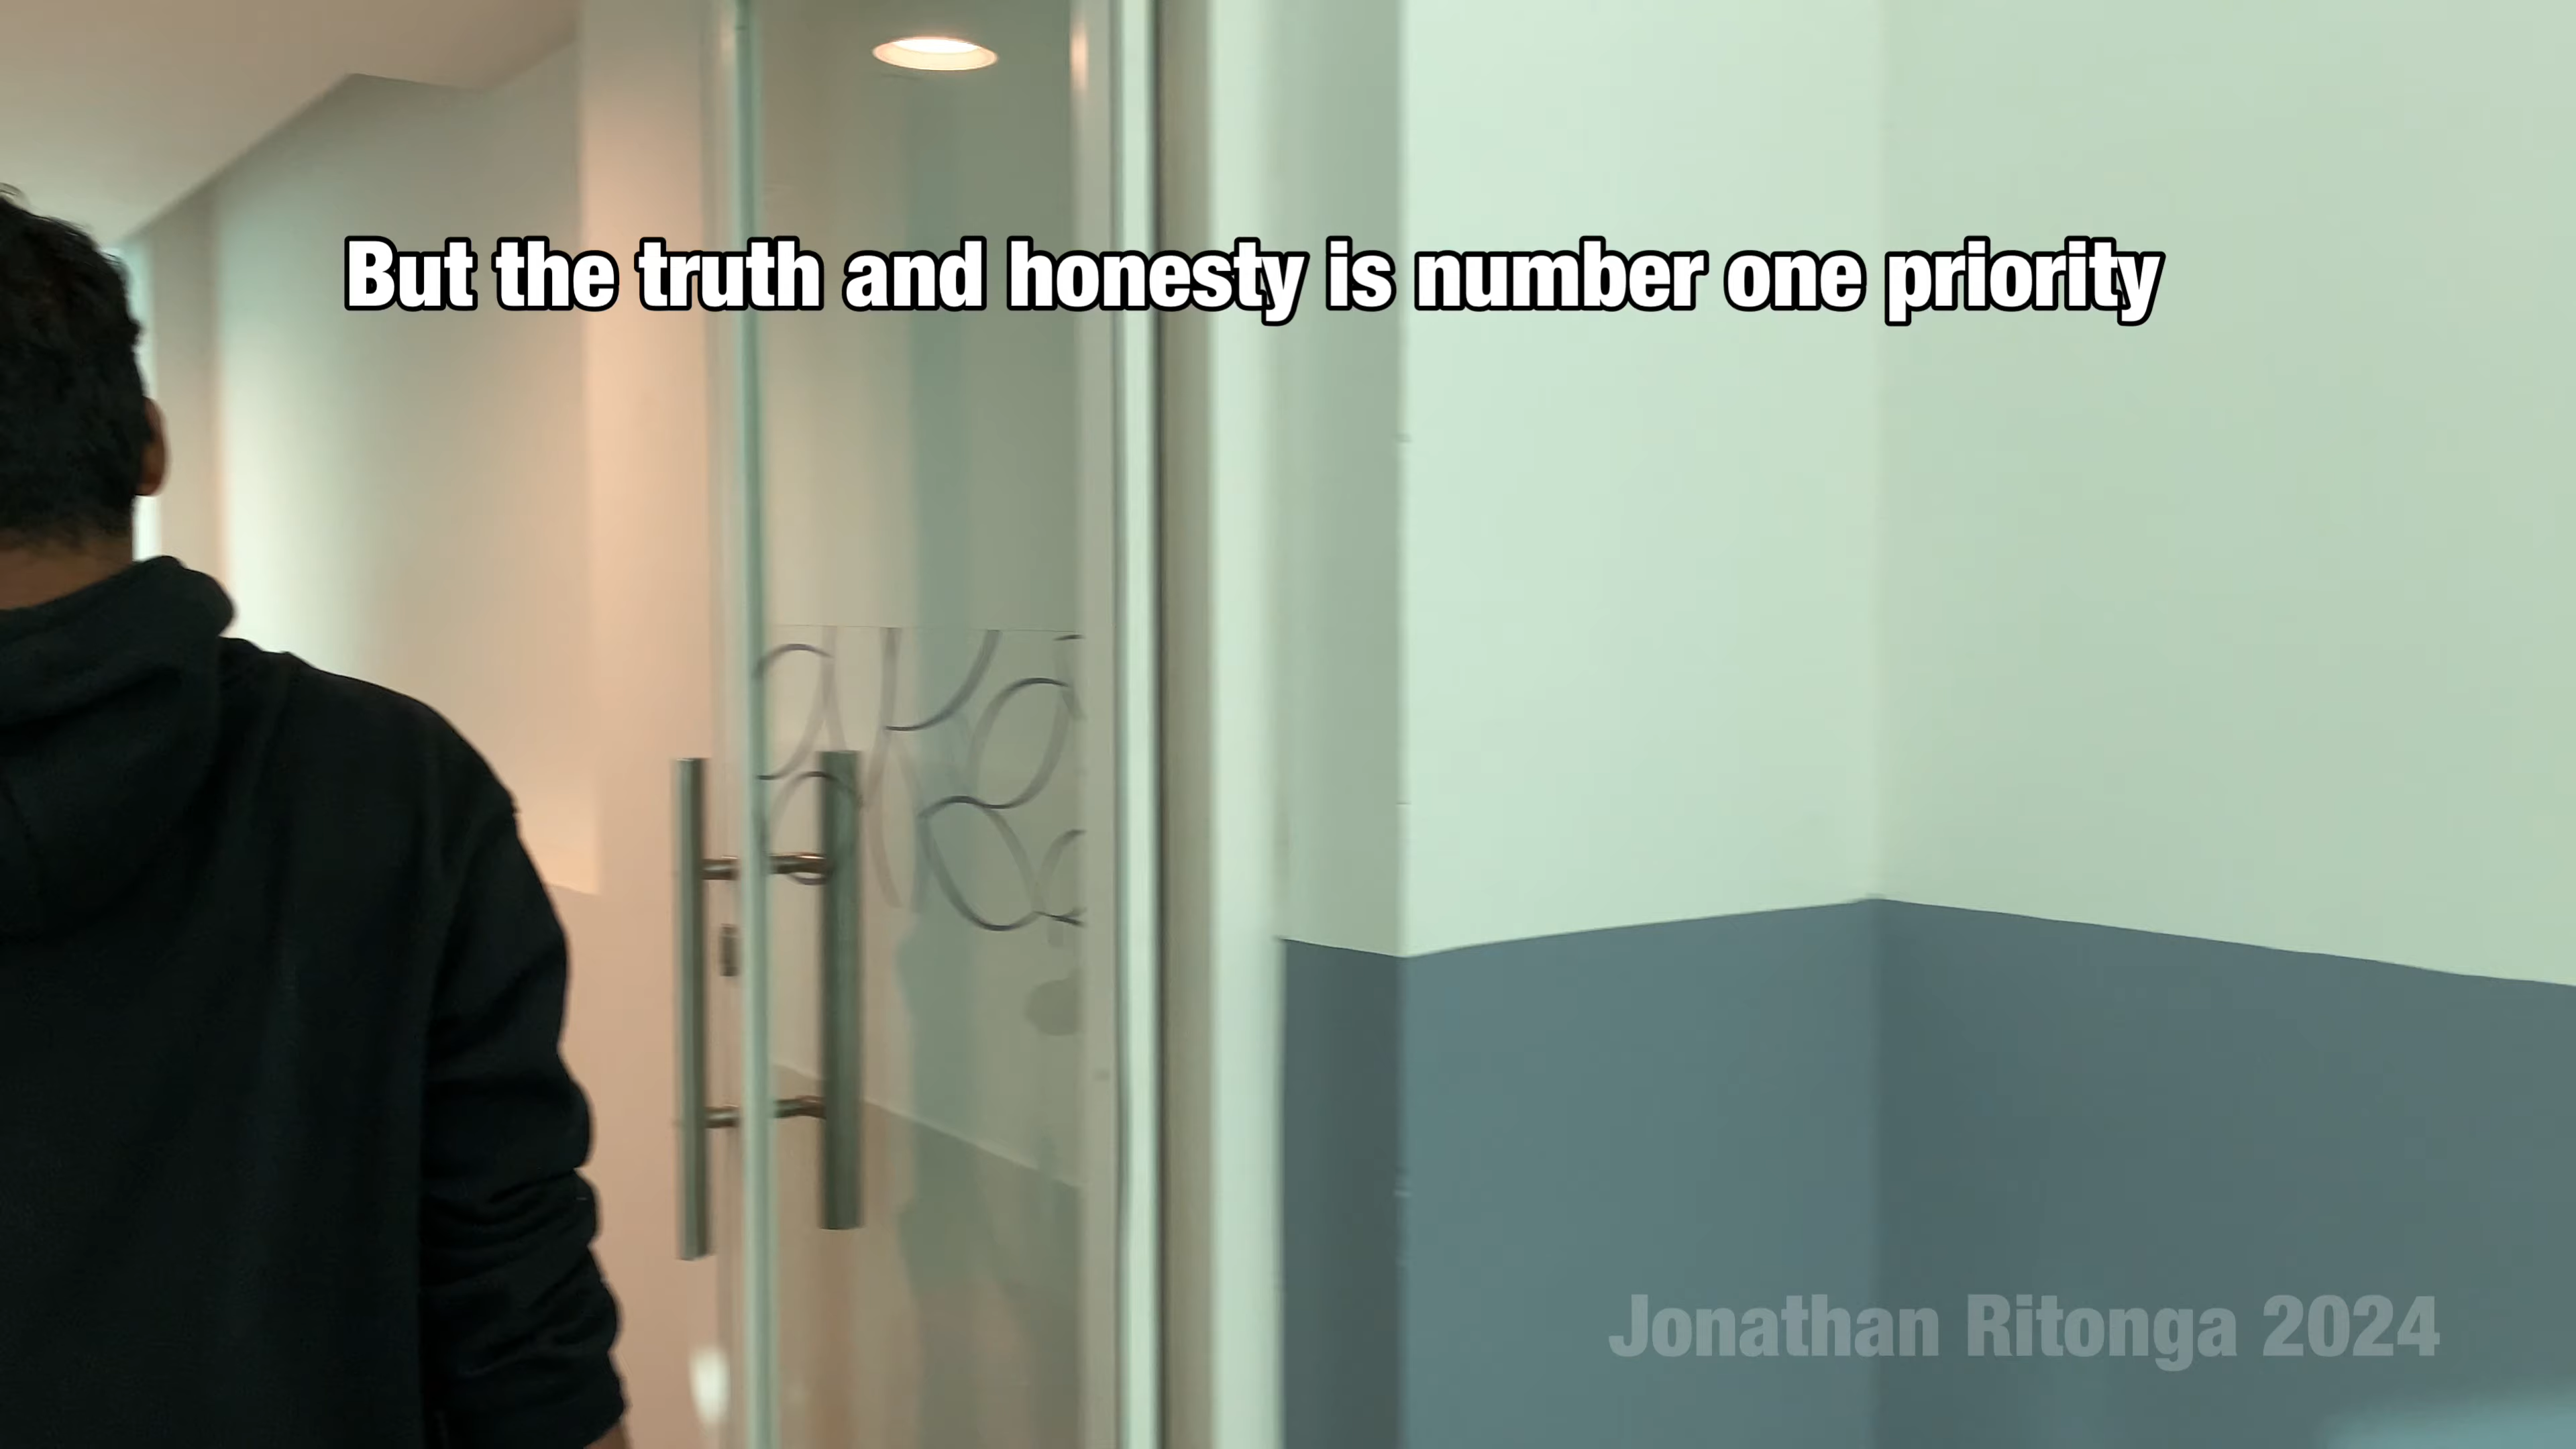 But the truth and honesty is number one priority
Jonathan Ritonga 2024